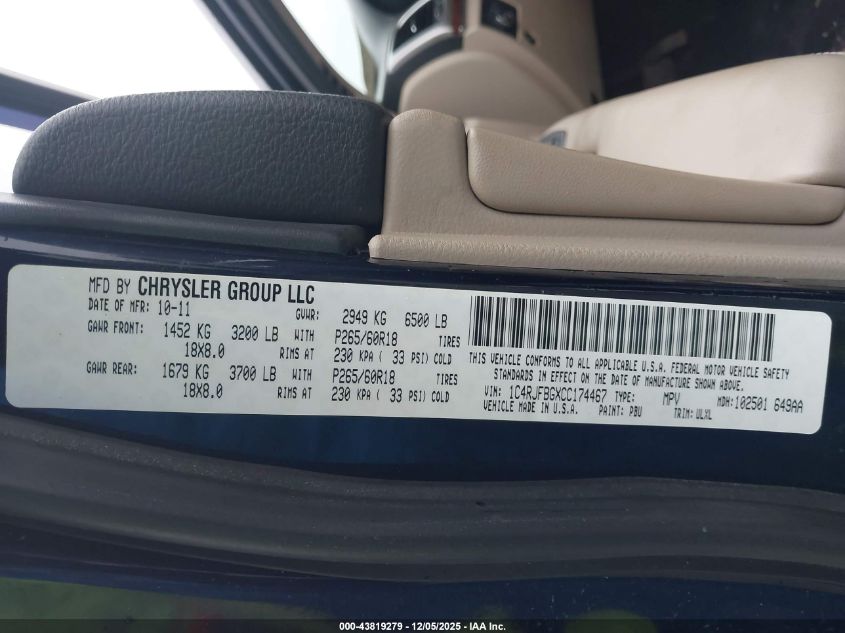 MFD BY CHRYSLER GROUP LLC
DATE OF MFR: 10-11 GVWR: 2949 KG 6500 LB
GAWR FRONT: 1452 KG 3200 LB WITH P265/60R18 TIRES
18X8.0 RIMS AT 230 KPA ( 33 PSI) COLD
GAWR REAR: 1679 KG 3700 LB WITH P265/60R18 TIRES
18X8.0 RIMS AT 230 KPA ( 33 PSI) COLD
THIS VEHICLE CONFORMS TO ALL APPLICABLE U.S.A. FEDERAL MOTOR VEHICLE SAFETY
STANDARDS IN EFFECT ON THE DATE OF MANUFACTURE SHOWN ABOVE.
VIN: 1C4RJFBGXCC174467 TYPE: MPV MDH: 102501 649AA
VEHICLE MADE IN U.S.A. PAINT: PBU TRIM: ULXL
000-43819279 - 12/05/2025 - IAA Inc.